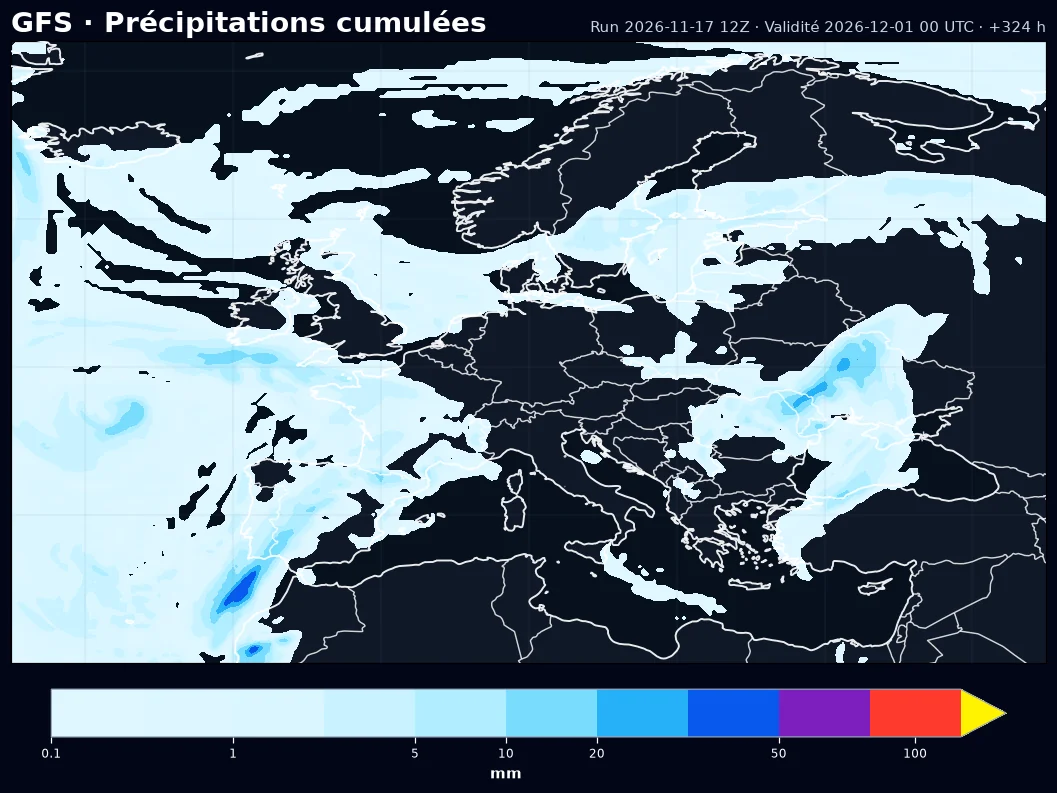 GFS · Précipitations cumulées
Run 2026-11-17 12Z · Validité 2026-12-01 00 UTC · +324 h
0.1 1 5 10 20 50 100
mm